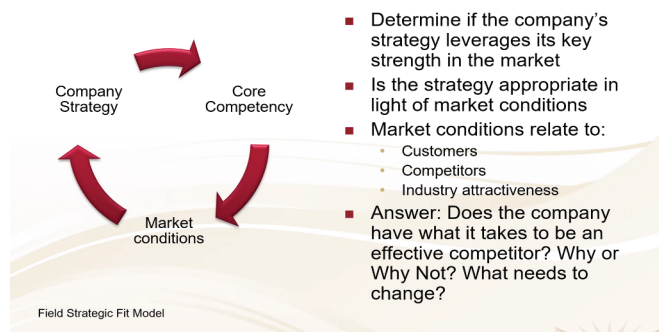 Company
Strategy
Core
Competency
Market
conditions
Field Strategic Fit Model
Determine if the company's
strategy leverages its key
strength in the market
Is the strategy appropriate in
light of market conditions
Market conditions relate to:
Customers
Competitors
Industry attractiveness
Answer: Does the company
have what it takes to be an
effective competitor? Why or
Why Not? What needs to
change?